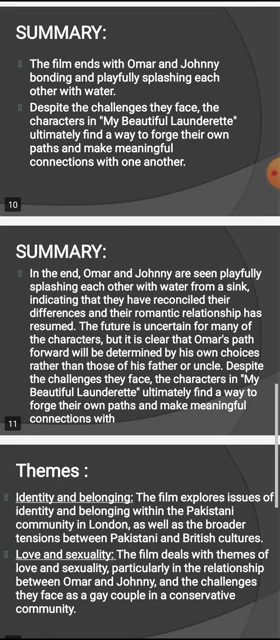 SUMMARY:
The film ends with Omar and Johnny
bonding and playfully splashing each
other with water.
Despite the challenges they face, the
characters in "My Beautiful Launderette"
ultimately find a way to forge their own
paths and make meaningful
connections with one another.
10
SUMMARY:
In the end, Omar and Johnny are seen playfully
splashing each other with water from a sink,
indicating that they have reconciled their
differences and their romantic relationship has
resumed. The future is uncertain for many of
the characters, but it is clear that Omar's path
forward will be determined by his own choices
rather than those of his father or uncle. Despite
the challenges they face, the characters in "My
Beautiful Launderette" ultimately find a way to
forge their own paths and make meaningful
connections with
11
Themes :
Identity and belonging: The film explores issues of
identity and belonging within the Pakistani
community in London, as well as the broader
tensions between Pakistani and British cultures.
Love and sexuality: The film deals with themes of
love and sexuality, particularly in the relationship
between Omar and Johnny, and the challenges
they face as a gay couple in a conservative
community.